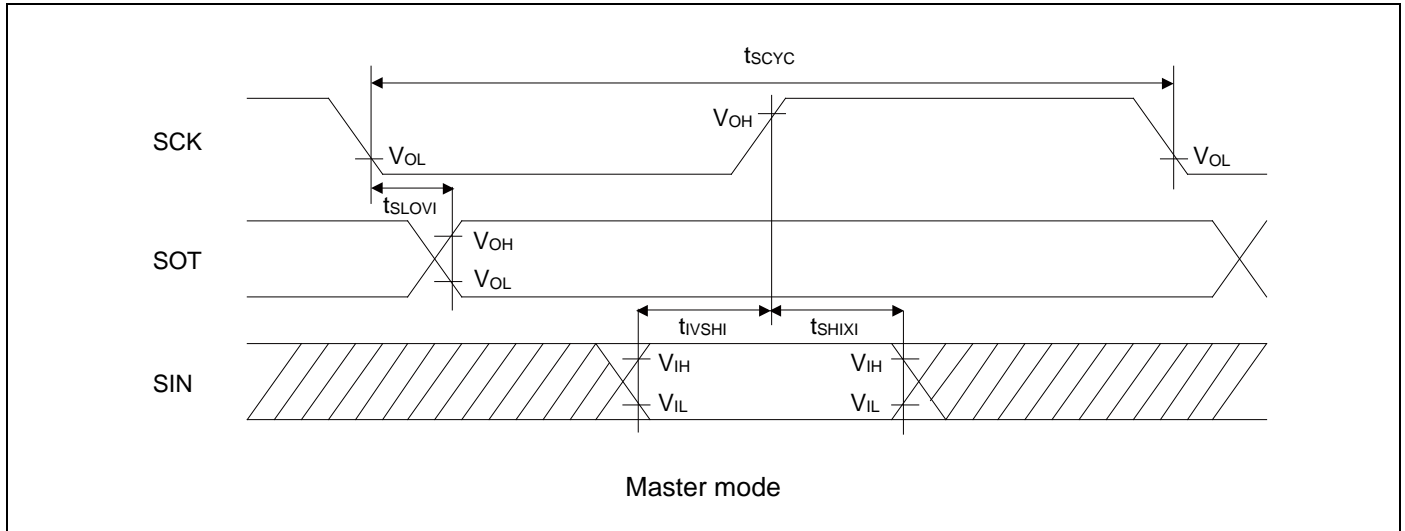 tSCYC
SCK
VOH
VOL
VOL
tSLOVI
SOT
VOH
VOL
tIVSHI
tSHIXI
SIN
VIH
VIH
VIL
VIL
Master mode